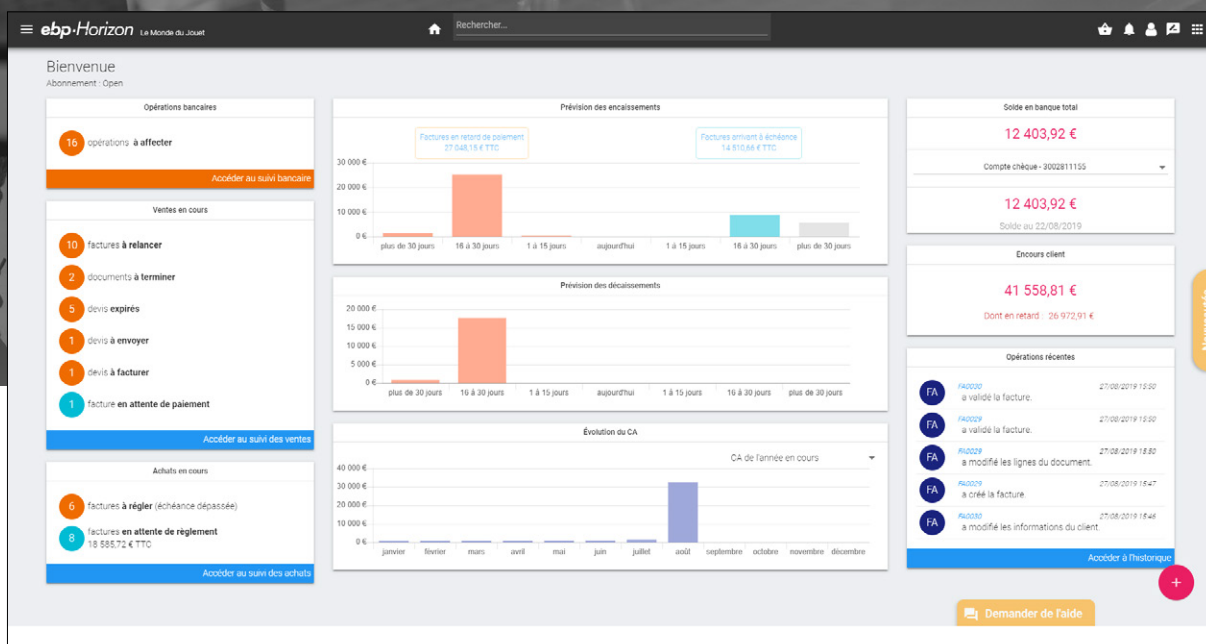 ebp·Horizon Le Monde du Jouet
Rechercher...
Bienvenue
Abonnement : Open
Opérations bancaires
16 opérations à affecter
Accéder au suivi bancaire
Ventes en cours
10 factures à relancer
2 documents à terminer
5 devis expirés
1 devis à envoyer
1 devis à facturer
1 facture en attente de paiement
Accéder au suivi des ventes
Achats en cours
6 factures à régler (échéance dépassée)
8 factures en attente de règlement
18 585,72 € TTC
Accéder au suivi des achats
Prévision des encaissements
Factures en retard de paiement
27 048,15 € TTC
Factures arrivant à échéance
14 510,66 € TTC
30 000 €
20 000 €
10 000 €
0 €
plus de 30 jours 16 à 30 jours 1 à 15 jours aujourd'hui 1 à 15 jours 16 à 30 jours plus de 30 jours
Prévision des décaissements
20 000 €
15 000 €
10 000 €
5 000 €
0 €
plus de 30 jours 16 à 30 jours 1 à 15 jours aujourd'hui 1 à 15 jours 16 à 30 jours plus de 30 jours
Évolution du CA
CA de l'année en cours
40 000 €
30 000 €
20 000 €
10 000 €
0 €
janvier février mars avril mai juin juillet août septembre octobre novembre décembre
Solde en banque total
12 403,92 €
Compte chèque - 3002811155
12 403,92 €
Solde au 22/08/2019
Encours client
41 558,81 €
Dont en retard : 26 972,91 €
Opérations récentes
FA FA0030 27/08/2019 15:50
a validé la facture.
FA FA0029 27/08/2019 15:50
a validé la facture.
FA FA0029 27/08/2019 15:50
a modifié les lignes du document.
FA FA0029 27/08/2019 15:47
a créé la facture.
FA FA0030 27/08/2019 15:46
a modifié les informations du client.
Accéder à l'historique
+
Demander de l'aide